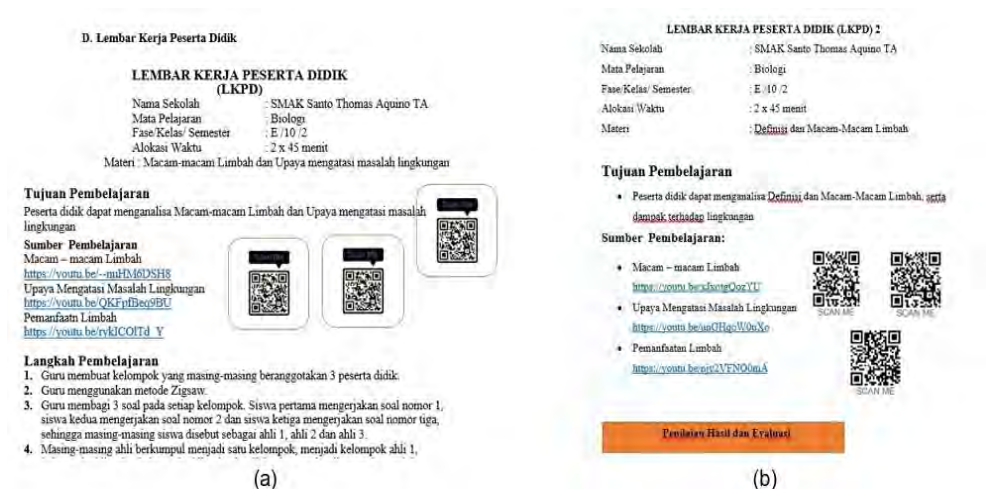 D. Lembar Kerja Peserta Didik
LEMBAR KERJA PESERTA DIDIK
(LKPD)
Nama Sekolah : SMAK Santo Thomas Aquino TA
Mata Pelajaran : Biologi
Fase/Kelas/ Semester : E /10 /2
Alokasi Waktu : 2 x 45 menit
Materi : Macam-macam Limbah dan Upaya mengatasi masalah lingkungan
Tujuan Pembelajaran
Peserta didik dapat menganalisa Macam-macam Limbah dan Upaya mengatasi masalah
lingkungan
Sumber Pembelajaran
Macam – macam Limbah
https://youtu.be/--muHM6DSH8
Upaya Mengatasi Masalah Lingkungan
https://youtu.be/QKFpfBeq9BU
Pemanfaatn Limbah
https://youtu.be/rykICOlTd_Y
Langkah Pembelajaran
1. Guru membuat kelompok yang masing-masing beranggotakan 3 peserta didik.
2. Guru menggunakan metode Zigsaw.
3. Guru membagi 3 soal pada setiap kelompok. Siswa pertama mengerjakan soal nomor 1,
siswa kedua mengerjakan soal nomor 2 dan siswa ketiga mengerjakan soal nomor tiga,
sehingga masing-masing siswa disebut sebagai ahli 1, ahli 2 dan ahli 3.
4. Masing-masing ahli berkumpul menjadi satu kelompok, menjadi kelompok ahli 1,
(a)
LEMBAR KERJA PESERTA DIDIK (LKPD) 2
Nama Sekolah : SMAK Santo Thomas Aquino TA
Mata Pelajaran : Biologi
Fase/Kelas/ Semester : E /10 /2
Alokasi Waktu : 2 x 45 menit
Materi : Definisi dan Macam-Macam Limbah
Tujuan Pembelajaran
• Peserta didik dapat menganalisa Definisi dan Macam-Macam Limbah, serta
dampak terhadap lingkungan
Sumber Pembelajaran:
• Macam – macam Limbah
https://youtu.be/
• Upaya Mengatasi Masalah Lingkungan
https://youtu.be/
• Pemanfaatan Limbah
https://youtu.be/
SCAN ME
SCAN ME
SCAN ME
Penilaian Hasil dan Evaluasi
(b)